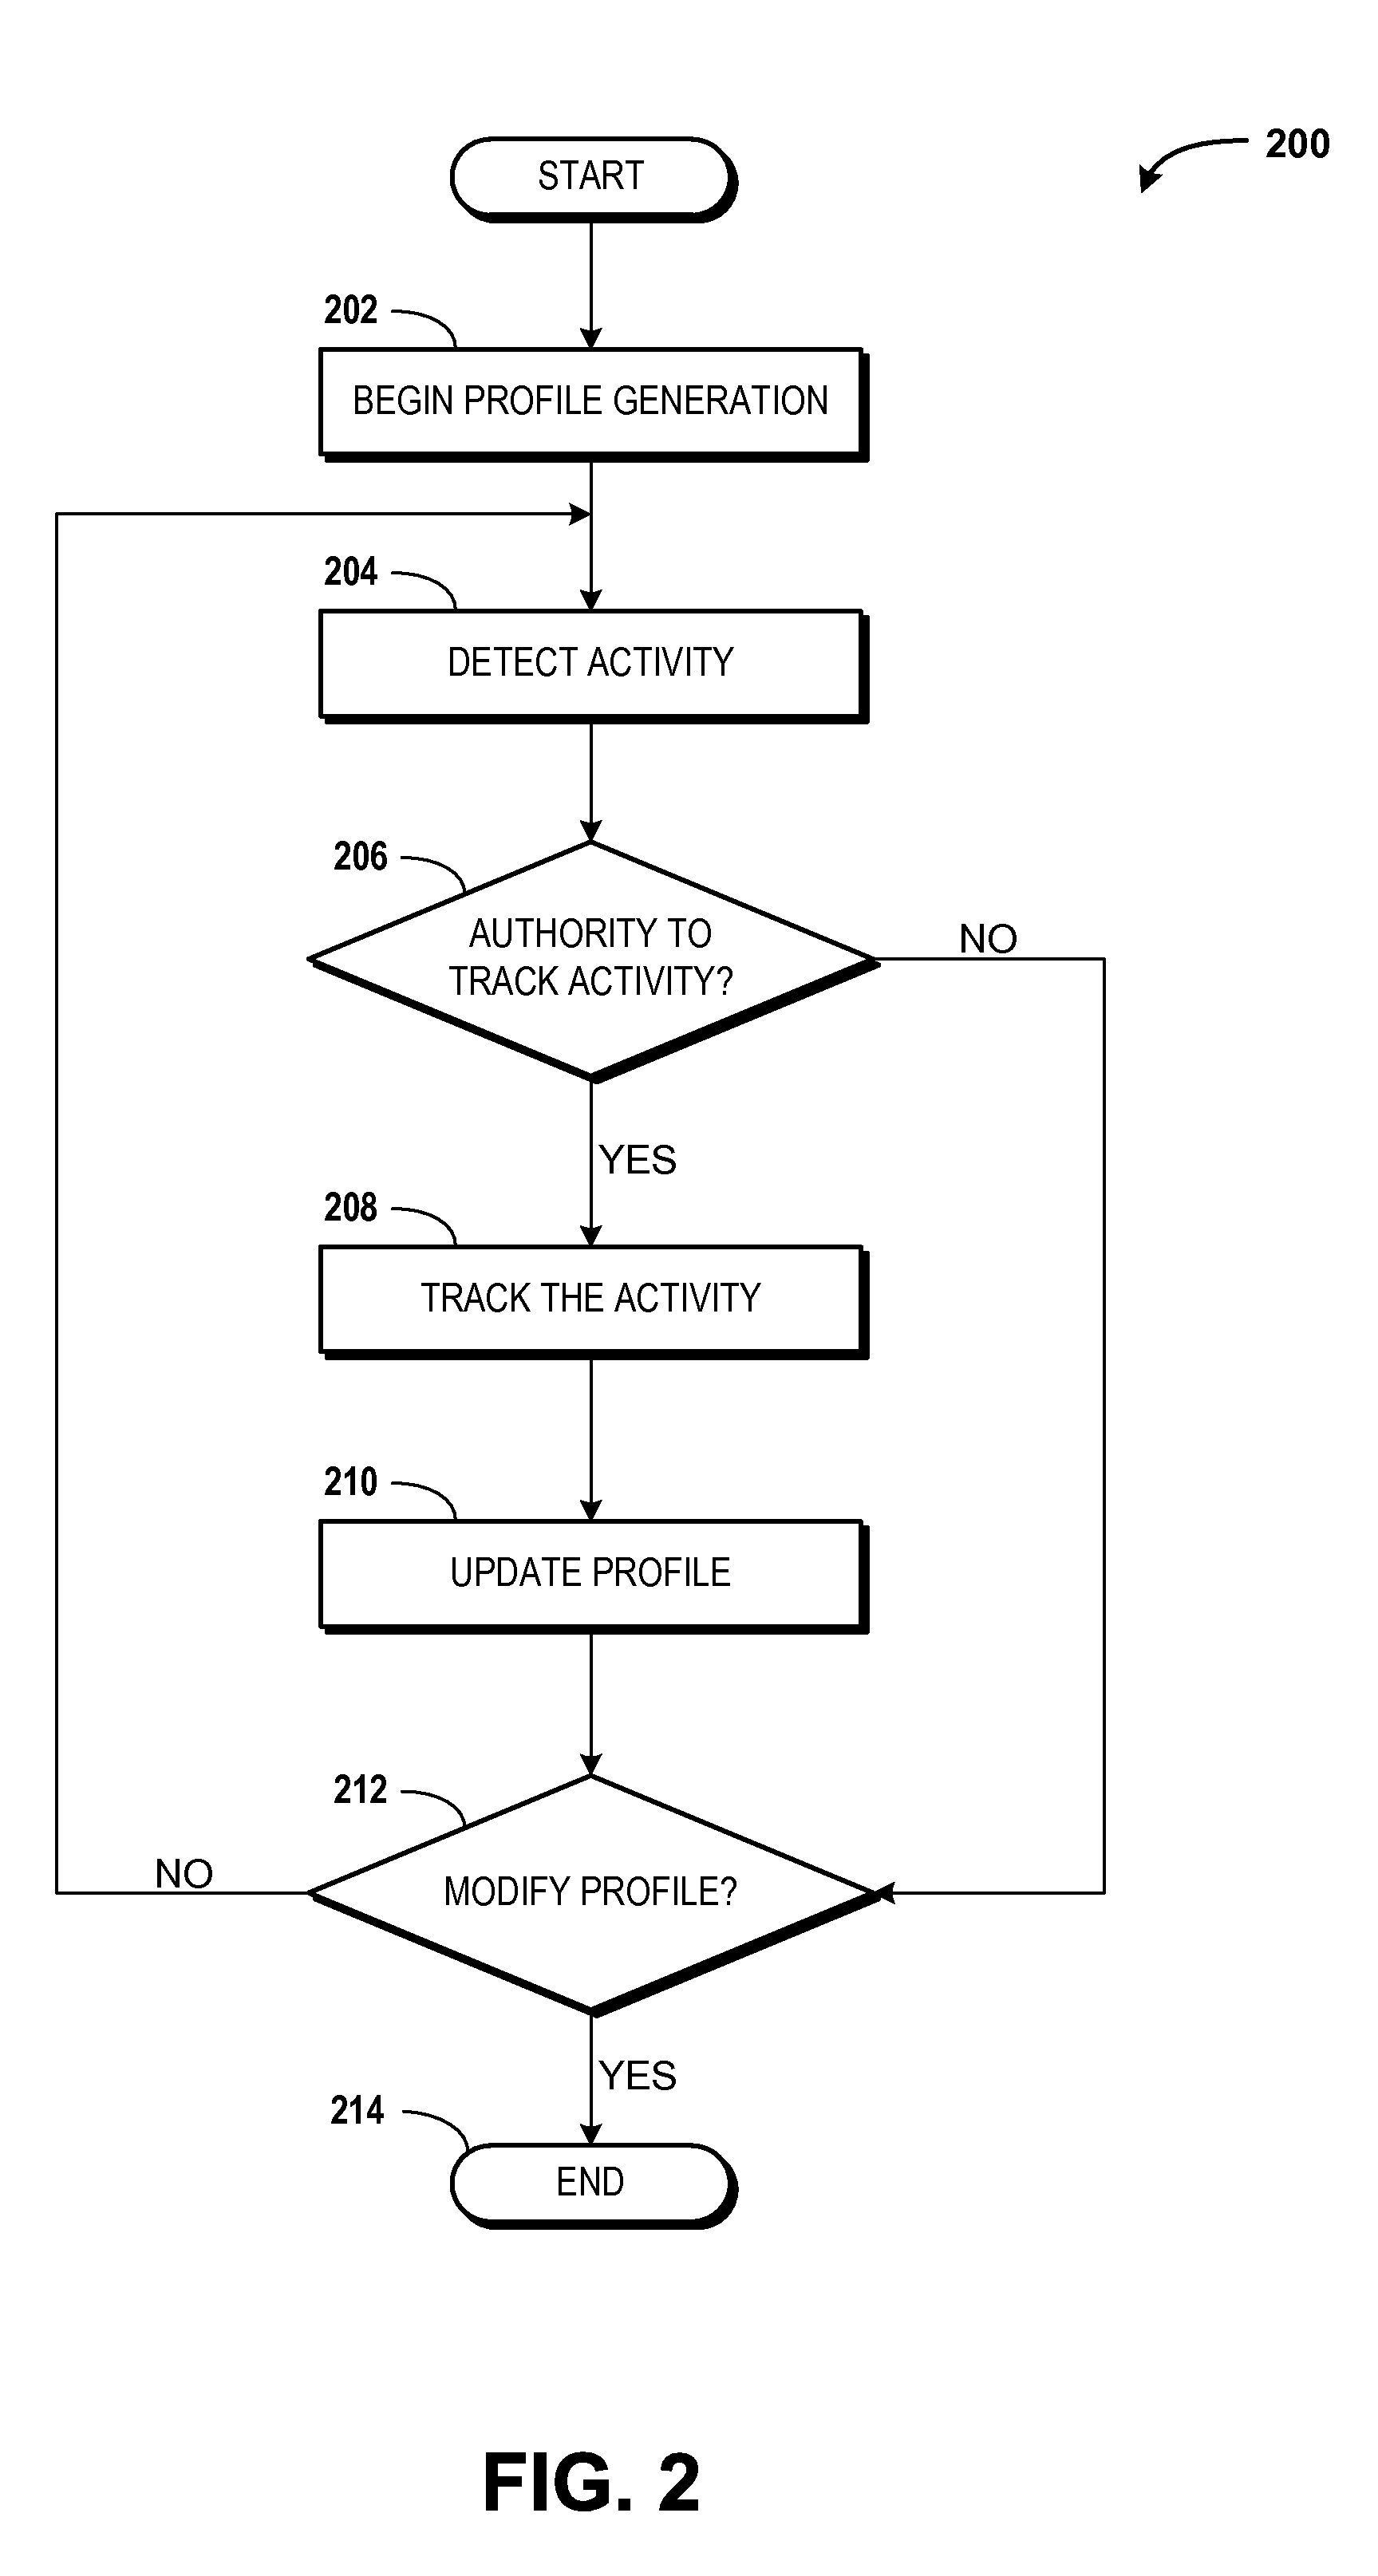 START
200
202
BEGIN PROFILE GENERATION
204
DETECT ACTIVITY
206
AUTHORITY TO
TRACK ACTIVITY?
NO
YES
208
TRACK THE ACTIVITY
210
UPDATE PROFILE
212
MODIFY PROFILE?
NO
YES
214
END
FIG. 2